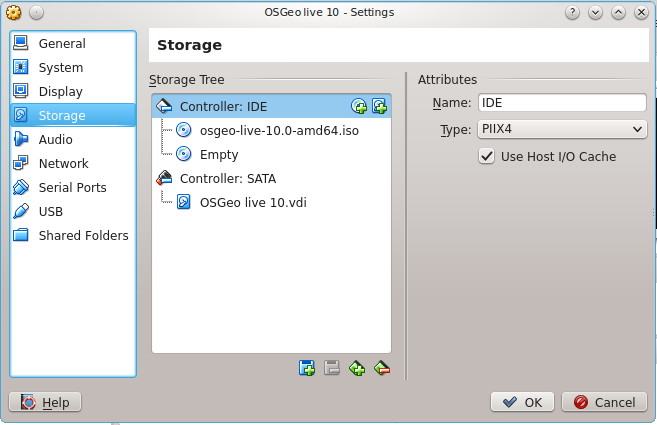 OSGeo live 10 - Settings
General
System
Display
Storage
Audio
Network
Serial Ports
USB
Shared Folders
Storage
Storage Tree
Controller: IDE
osgeo-live-10.0-amd64.iso
Empty
Controller: SATA
OSGeo live 10.vdi
Attributes
Name: IDE
Type: PIIX4
Use Host I/O Cache
Help
OK
Cancel